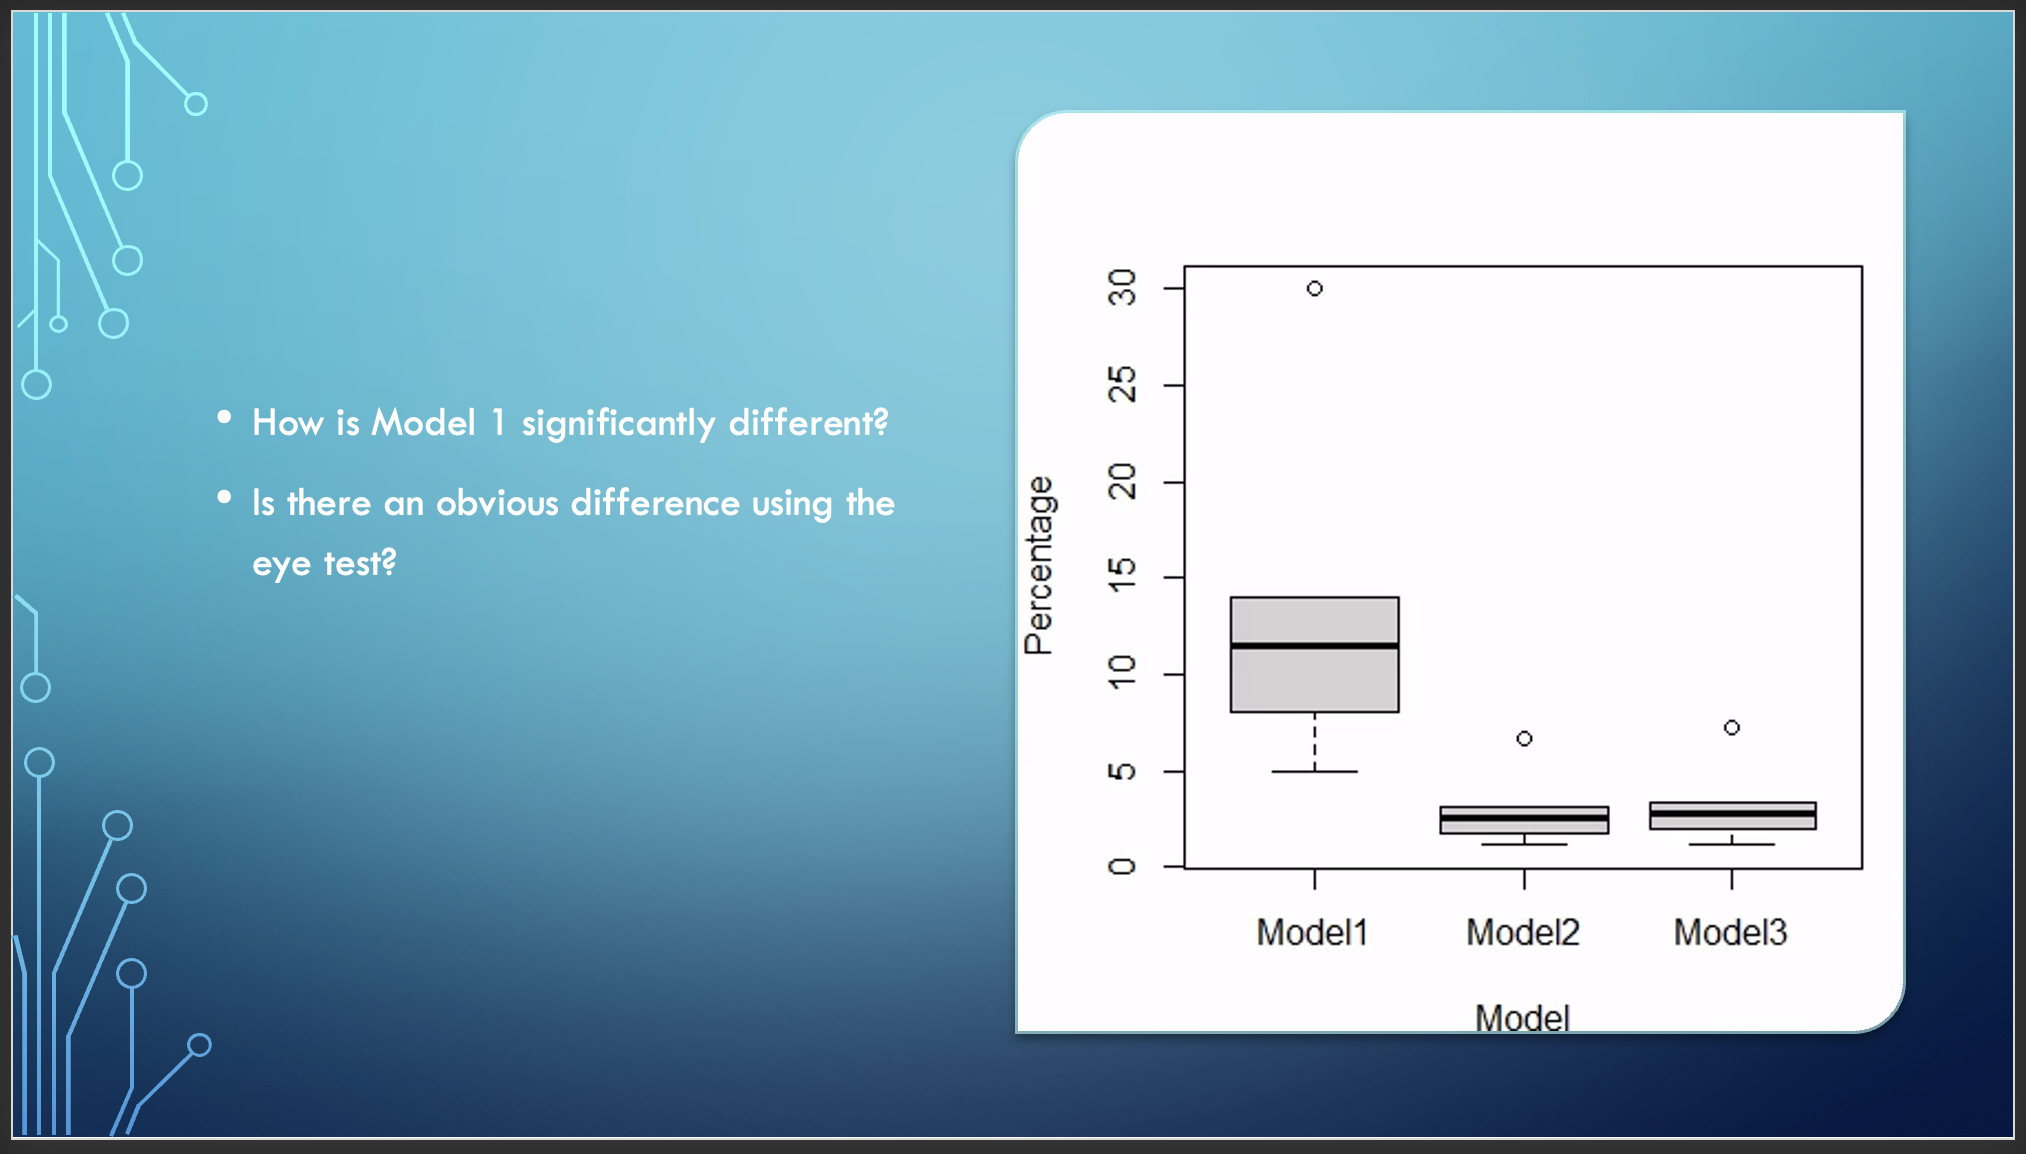 • How is Model 1 significantly different?
• Is there an obvious difference using the
eye test?
Percentage
30
25
20
15
10
5
0
Model1 Model2 Model3
Model